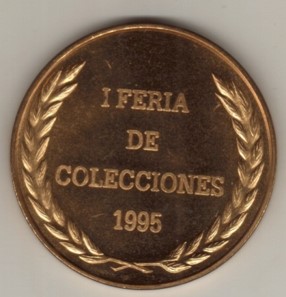 I FERIA
DE
COLECCIONES
1995